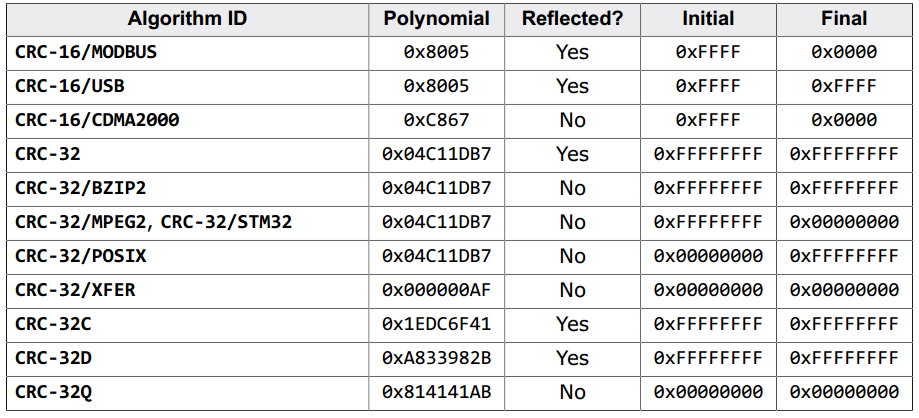 Algorithm ID Polynomial Reflected? Initial Final
CRC-16/MODBUS 0x8005 Yes 0xFFFF 0x0000
CRC-16/USB 0x8005 Yes 0xFFFF 0xFFFF
CRC-16/CDMA2000 0xC867 No 0xFFFF 0x0000
CRC-32 0x04C11DB7 Yes 0xFFFFFFFF 0xFFFFFFFF
CRC-32/BZIP2 0x04C11DB7 No 0xFFFFFFFF 0xFFFFFFFF
CRC-32/MPEG2, CRC-32/STM32 0x04C11DB7 No 0xFFFFFFFF 0x00000000
CRC-32/POSIX 0x04C11DB7 No 0x00000000 0xFFFFFFFF
CRC-32/XFER 0x000000AF No 0x00000000 0x00000000
CRC-32C 0x1EDC6F41 Yes 0xFFFFFFFF 0xFFFFFFFF
CRC-32D 0xA833982B Yes 0xFFFFFFFF 0xFFFFFFFF
CRC-32Q 0x814141AB No 0x00000000 0x00000000